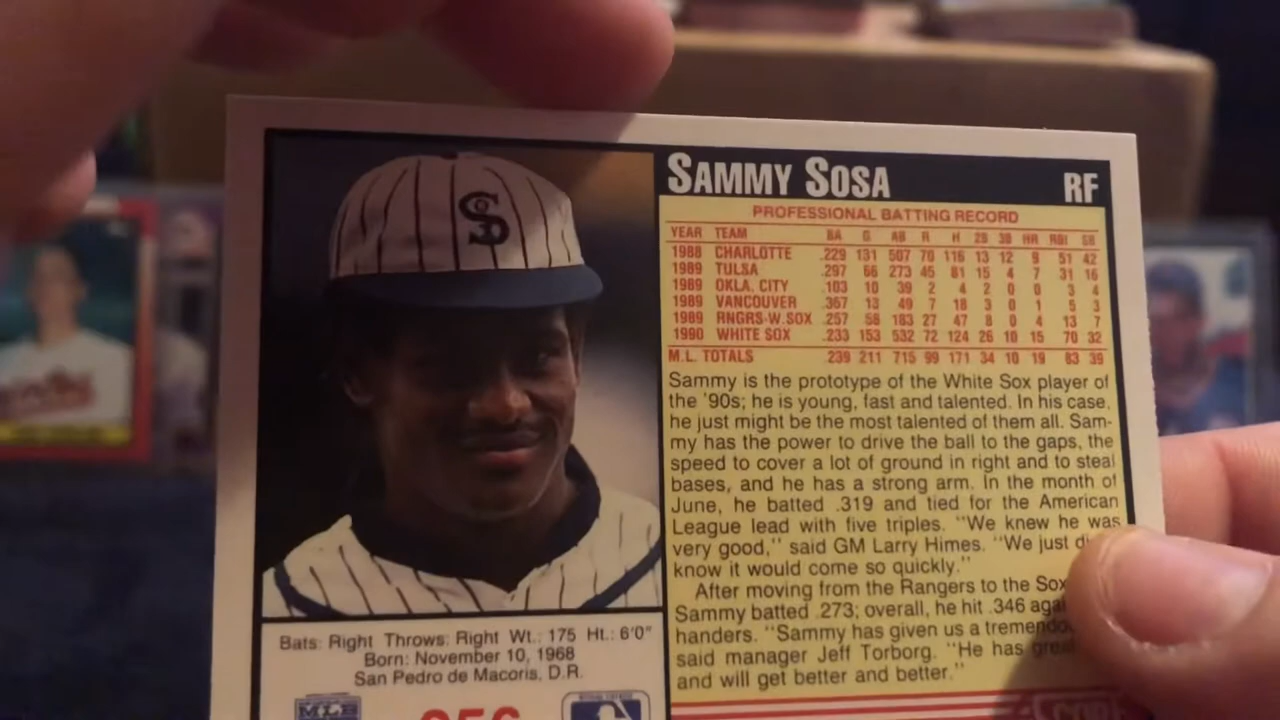 SAMMY SOSA RF
PROFESSIONAL BATTING RECORD
YEAR TEAM BA G AB R H 2B 3B HR RBI SB
1988 CHARLOTTE .229 131 507 70 116 13 12 9 51 42
1989 TULSA .297 66 273 45 81 15 4 7 31 16
1989 OKLA. CITY .103 10 39 2 4 2 0 0 3 4
1989 VANCOUVER .367 13 49 7 18 3 0 1 5 3
1989 RNGRS-W.SOX .257 58 183 27 47 8 0 4 13 7
1990 WHITE SOX .233 153 532 72 124 26 10 15 70 32
M.L. TOTALS 239 211 715 99 171 34 10 19 83 39
Sammy is the prototype of the White Sox player of
the '90s; he is young, fast and talented. In his case,
he just might be the most talented of them all. Sam-
my has the power to drive the ball to the gaps, the
speed to cover a lot of ground in right and to steal
bases, and he has a strong arm. In the month of
June, he batted .319 and tied for the American
League lead with five triples. "We knew he was
very good," said GM Larry Himes. "We just
know it would come so quickly."
After moving from the Rangers to the Sox
Sammy batted .273; overall, he hit .346
handers. "Sammy has given us a
said manager Jeff Torborg. "He has
and will get better and better."
Bats: Right Throws: Right Wt.: 175 Ht.: 6'0"
Born: November 10, 1968
San Pedro de Macoris, D.R.
MLB